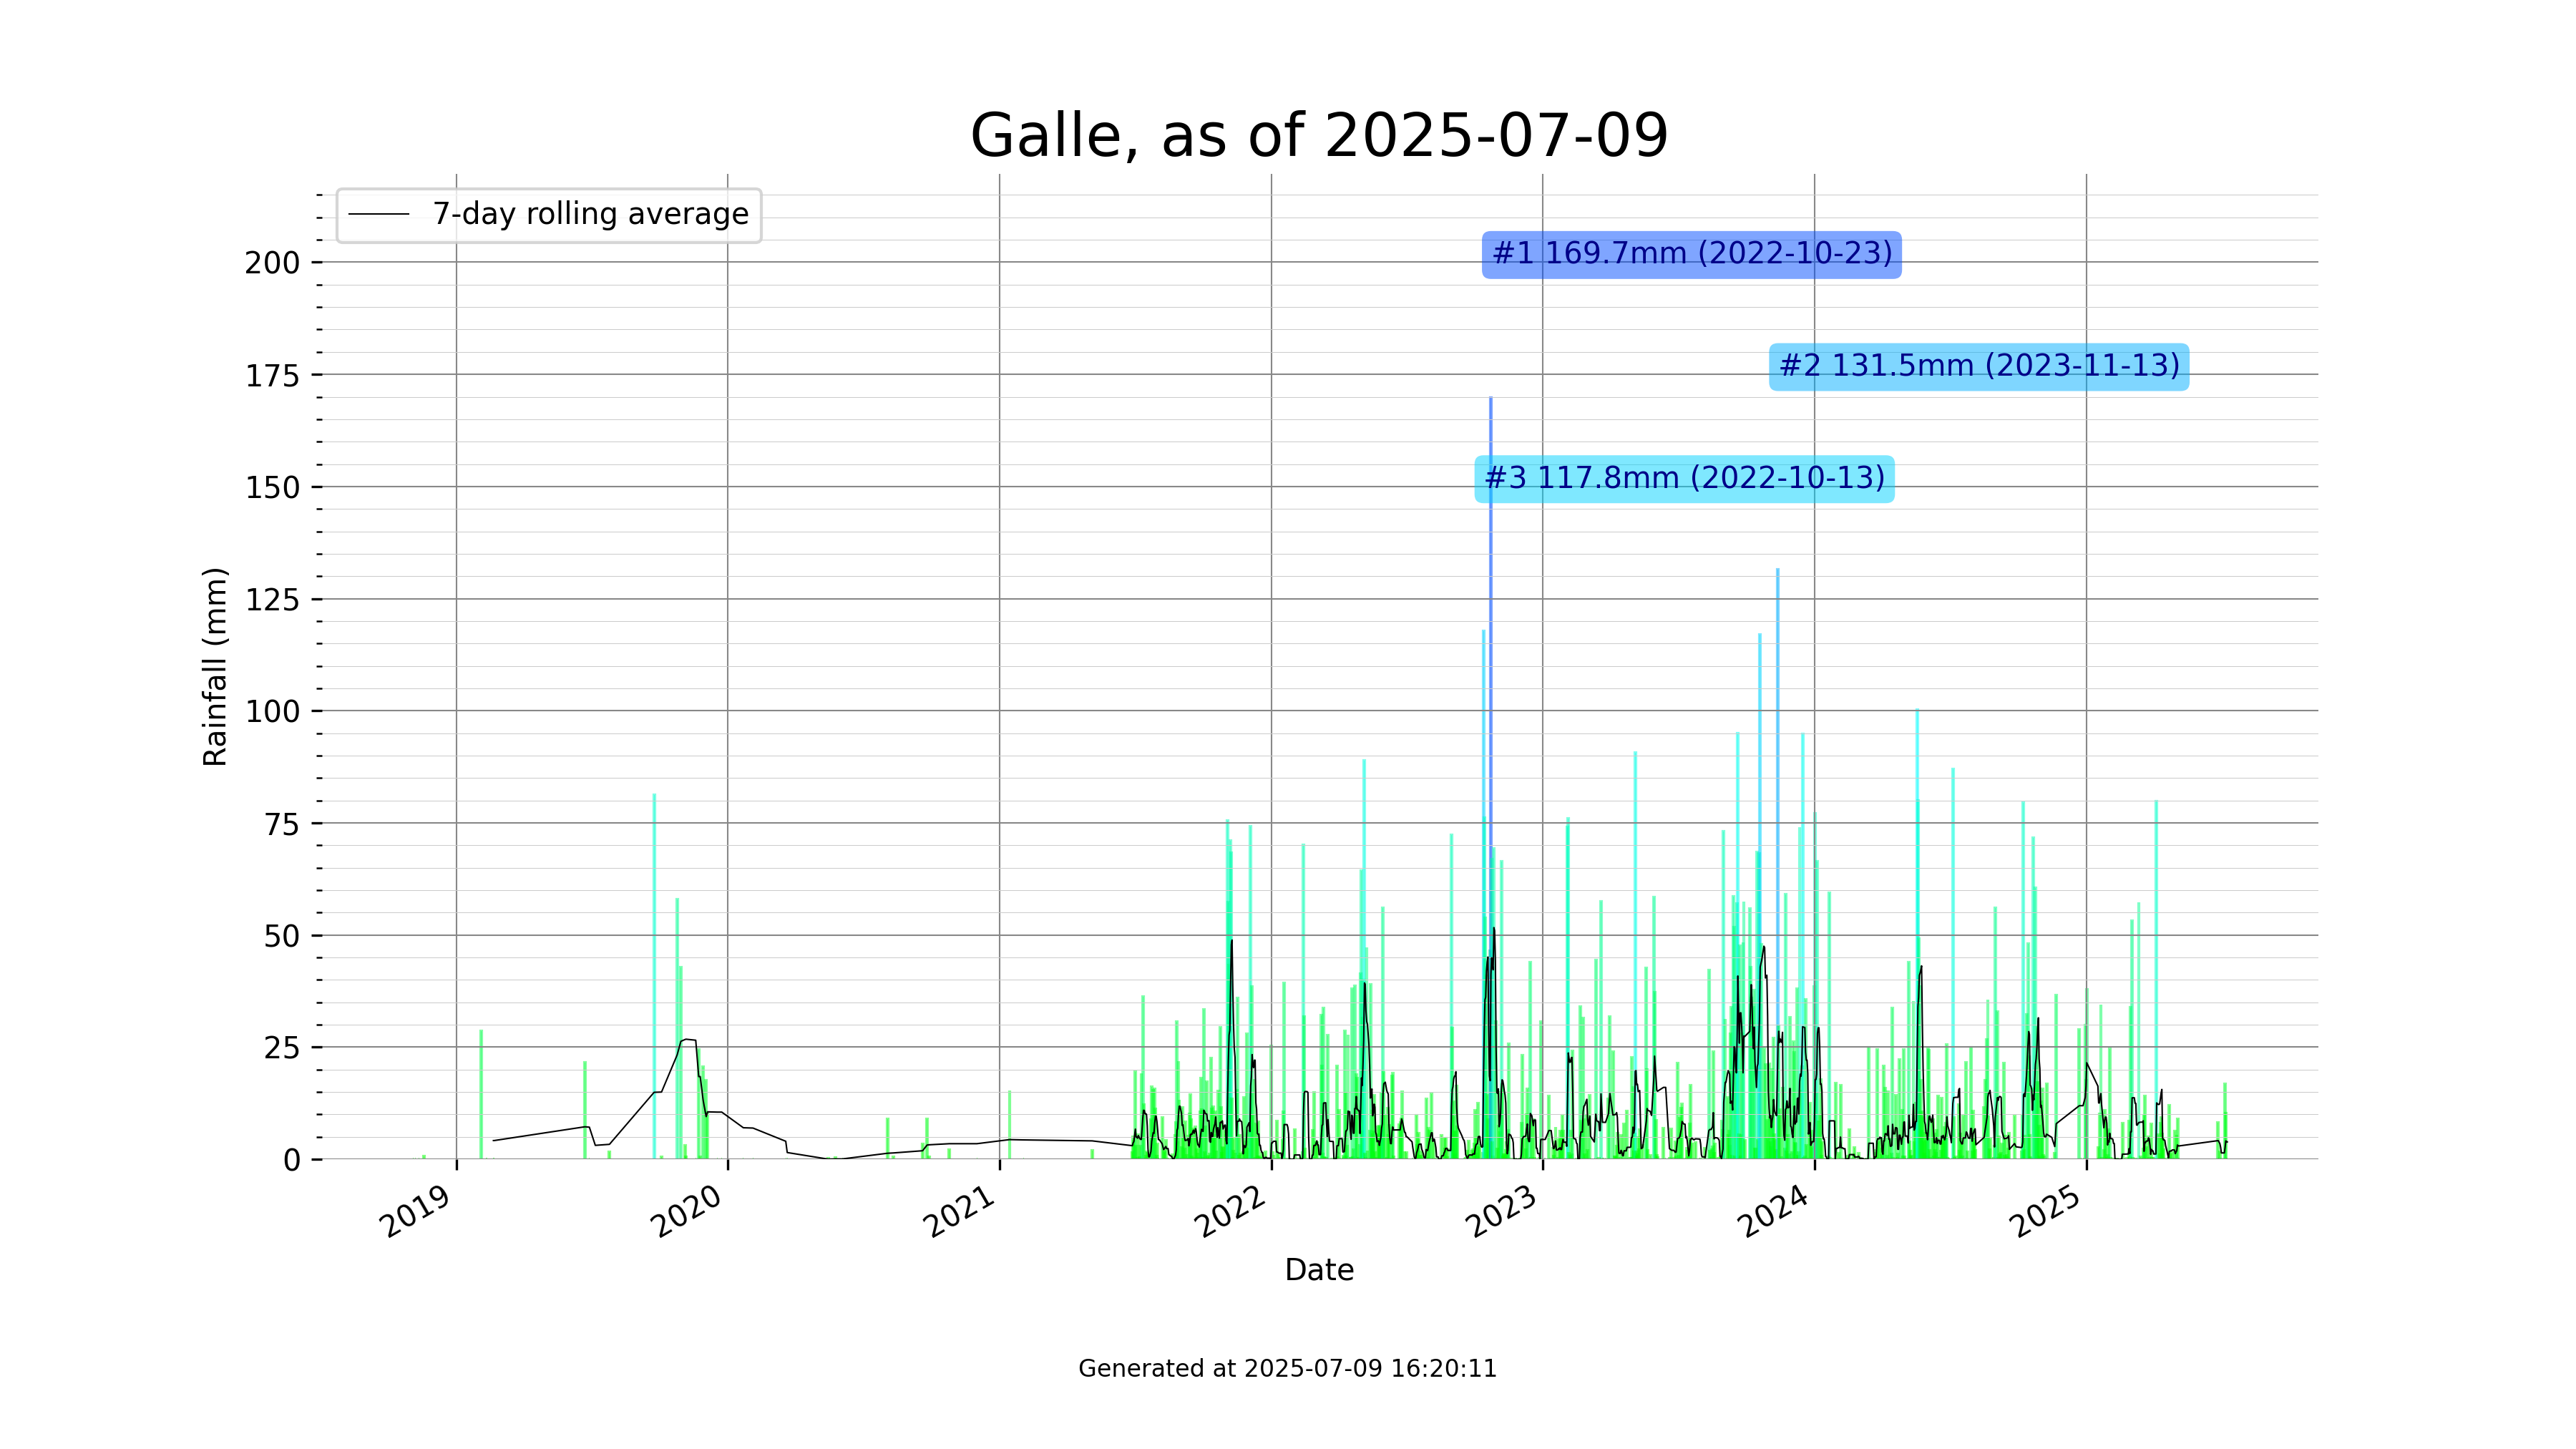 Galle, as of 2025-07-09
7-day rolling average
#1 169.7mm (2022-10-23)
#2 131.5mm (2023-11-13)
#3 117.8mm (2022-10-13)
200
175
150
125
100
75
50
25
0
Rainfall (mm)
2019
2020
2021
2022
2023
2024
2025
Date
Generated at 2025-07-09 16:20:11